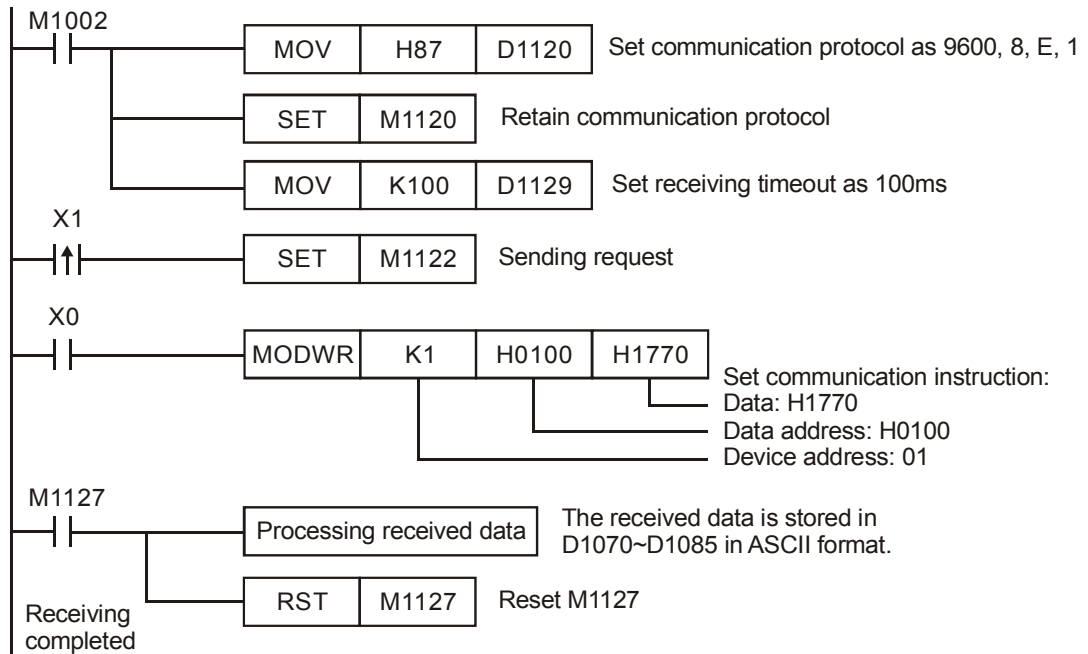 M1002
MOV H87 D1120 Set communication protocol as 9600, 8, E, 1
SET M1120 Retain communication protocol
MOV K100 D1129 Set receiving timeout as 100ms
X1
SET M1122 Sending request
X0
MODWR K1 H0100 H1770
Set communication instruction:
Data: H1770
Data address: H0100
Device address: 01
M1127
Processing received data
The received data is stored in
D1070~D1085 in ASCII format.
RST M1127 Reset M1127
Receiving
completed